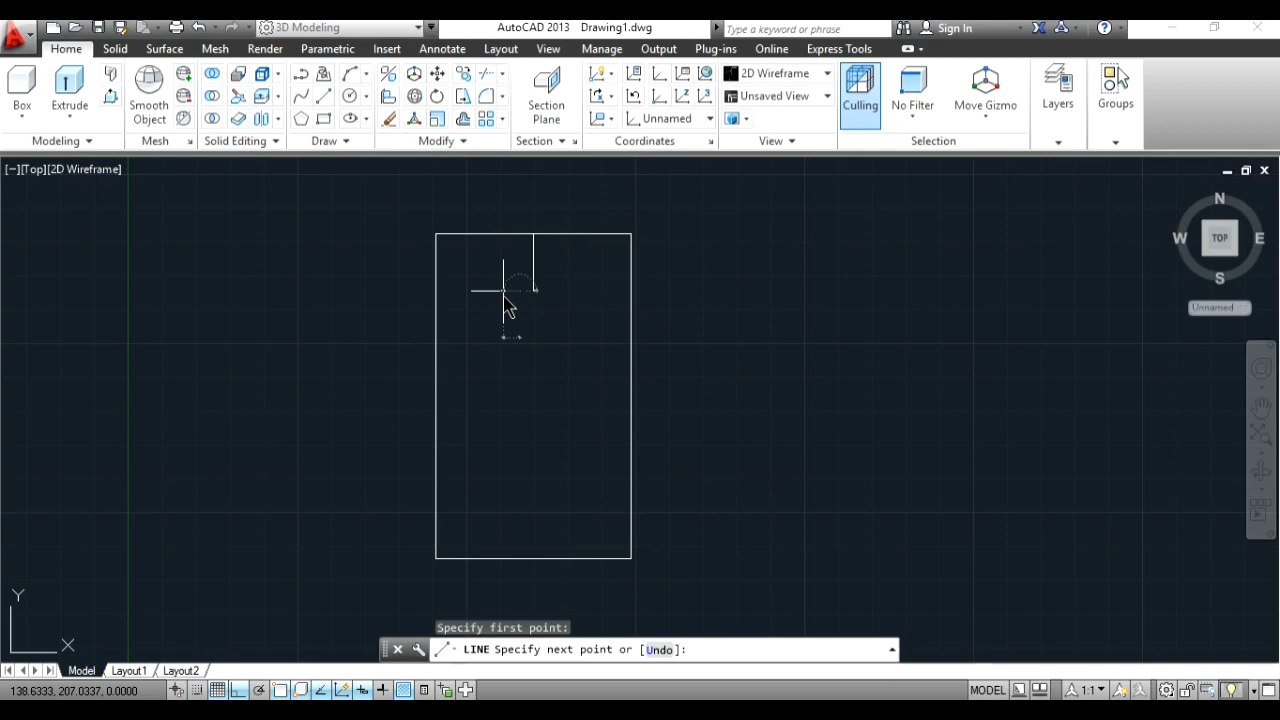 3D Modeling
AutoCAD 2013 Drawing1.dwg
Type a keyword or phrase
Sign In
Home Solid Surface Mesh Render Parametric Insert Annotate Layout View Manage Output Plug-ins Online Express Tools
2D Wireframe
Unsaved View
Box Extrude Smooth Object Section Plane Unnamed Culling No Filter Move Gizmo Layers Groups
Modeling Mesh Solid Editing Draw Modify Section Coordinates View Selection
[−][Top][2D Wireframe]
N
W TOP E
S
Unnamed
Y
X
Specify first point:
LINE Specify next point or [Undo]:
Model Layout1 Layout2
138.6333, 207.0337, 0.0000 MODEL 1:1